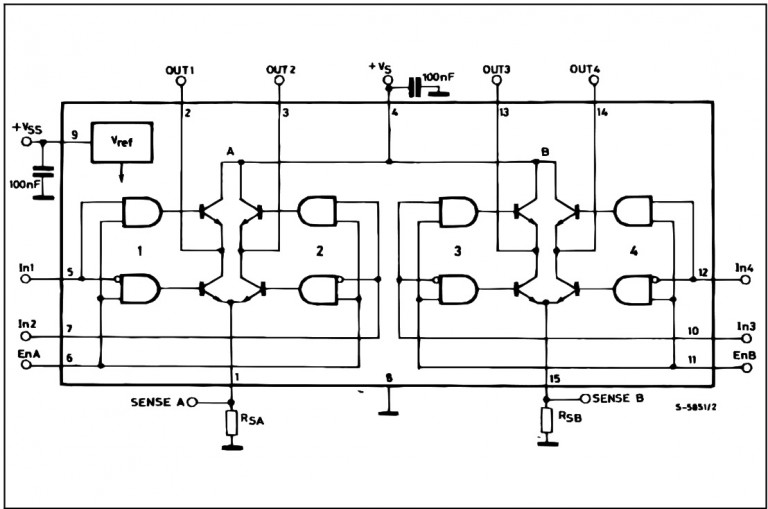 OUT1 OUT2 +VS 100nF OUT3 OUT4
2 3 4 13 14
+VSS 9 Vref
100nF
A B
1 2 3 4
In1 5 12 In4
In2 7 10 In3
EnA 6 11 EnB
1 8 15
SENSE A SENSE B
S-5851/2
RSA RSB